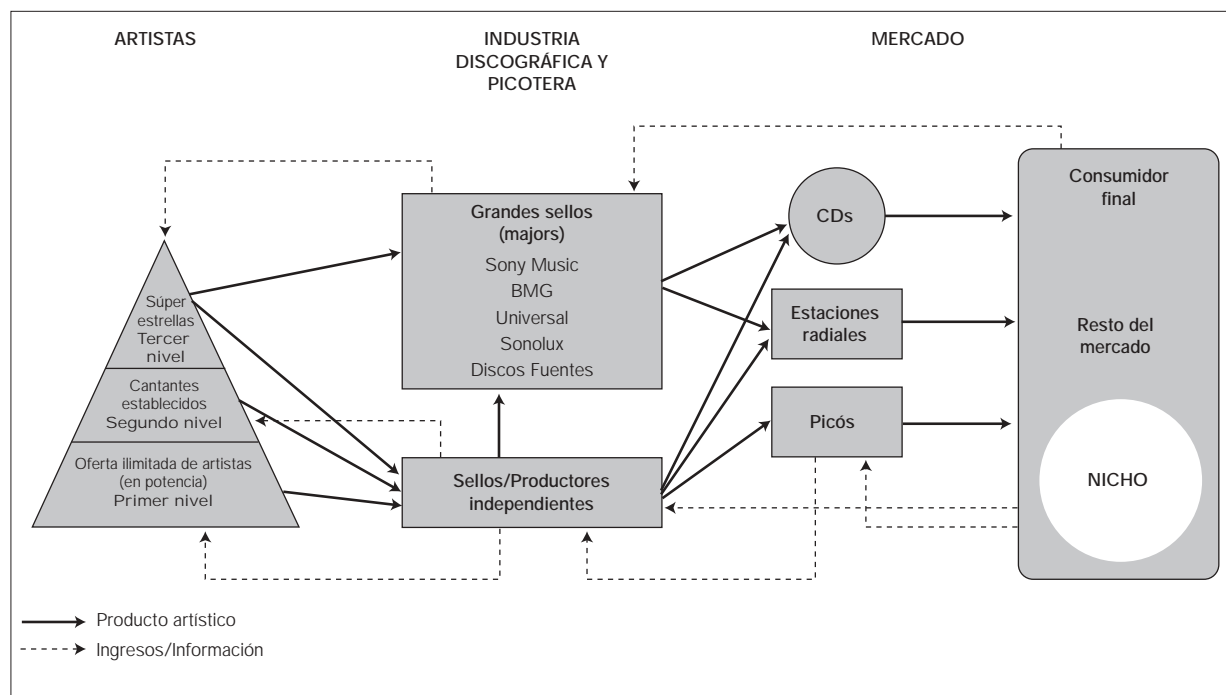 ARTISTAS
INDUSTRIA
DISCOGRÁFICA Y
PICOTERA
MERCADO
Súper
estrellas
Tercer
nivel
Cantantes
establecidos
Segundo nivel
Oferta ilimitada de artistas
(en potencia)
Primer nivel
Grandes sellos
(majors)
Sony Music
BMG
Universal
Sonolux
Discos Fuentes
Sellos/Productores
independientes
CDs
Estaciones
radiales
Picós
Consumidor
final
Resto del
mercado
NICHO
Producto artístico
Ingresos/Información